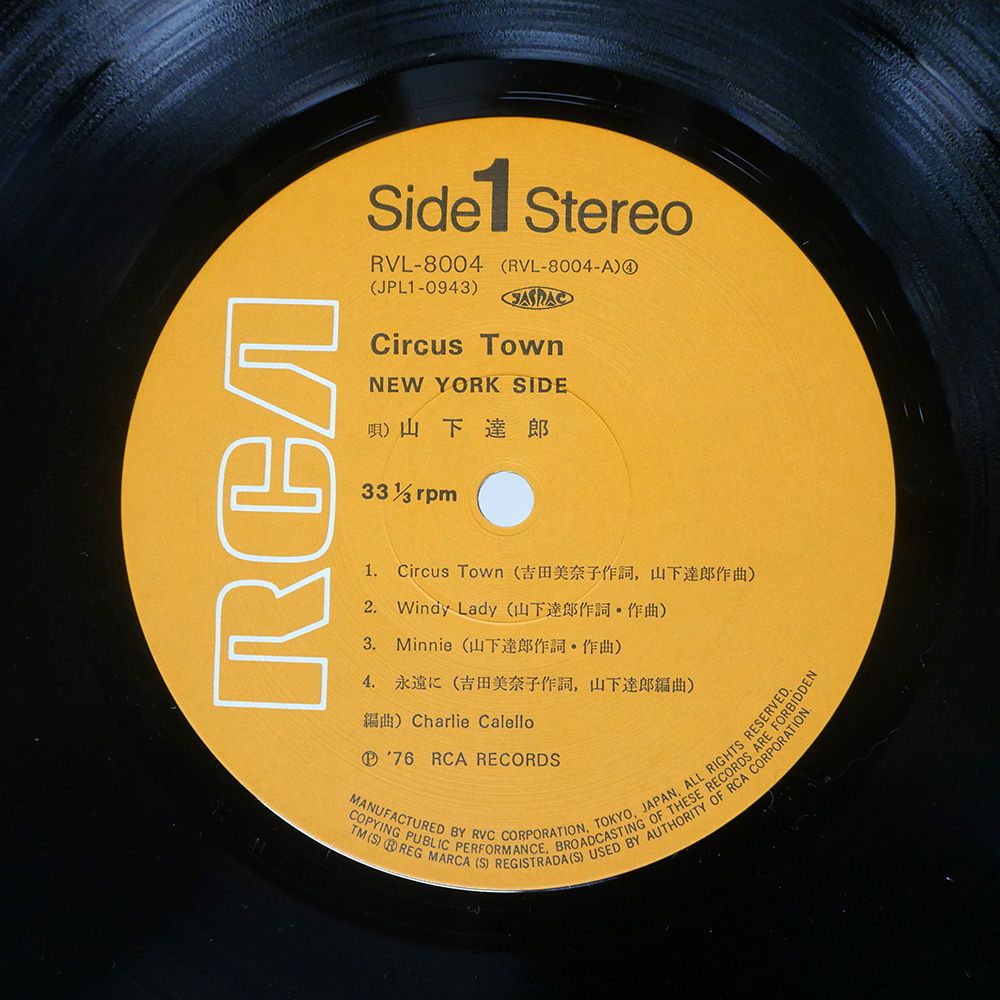 Side 1 Stereo
RVL-8004 (RVL-8004-A)④
(JPL1-0943) JASRAC
Circus Town
NEW YORK SIDE
唄) 山下達郎
33 1/3 rpm
RCA
1. Circus Town (吉田美奈子作詞, 山下達郎作曲)
2. Windy Lady (山下達郎作詞・作曲)
3. Minnie (山下達郎作詞・作曲)
4. 永遠に (吉田美奈子作詞, 山下達郎編曲)
編曲) Charlie Calello
Ⓟ '76 RCA RECORDS
MANUFACTURED BY RVC CORPORATION, TOKYO, JAPAN, ALL RIGHTS RESERVED.
COPYING PUBLIC PERFORMANCE, BROADCASTING OF THESE RECORDS ARE FORBIDDEN
TM(S) ® REG MARCA (S) REGISTRADA(S) USED BY AUTHORITY OF RCA CORPORATION.